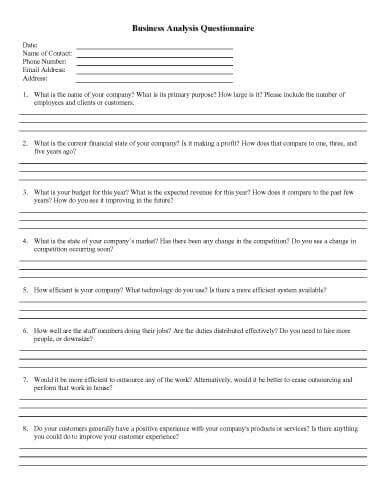 Business Analysis Questionnaire
Date:
Name of Contact:
Phone Number:
Email Address:
Address:
1. What is the name of your company? What is its primary purpose? How large is it? Please include the number of
employees and clients or customers.
2. What is the current financial state of your company? Is it making a profit? How does that compare to one, three, and
five years ago?
3. What is your budget for this year? What is the expected revenue for this year? How does it compare to the past few
years? How do you see it improving in the future?
4. What is the state of your company's market? Has there been any change in the competition? Do you see a change in
competition occurring soon?
5. How efficient is your company? What technology do you use? Is there a more efficient system available?
6. How well are the staff members doing their jobs? Are the duties distributed effectively? Do you need to hire more
people, or downsize?
7. Would it be more efficient to outsource any of the work? Alternatively, would it be better to cease outsourcing and
perform that work in house?
8. Do your customers generally have a positive experience with your company's products or services? Is there anything
you could do to improve your customer experience?